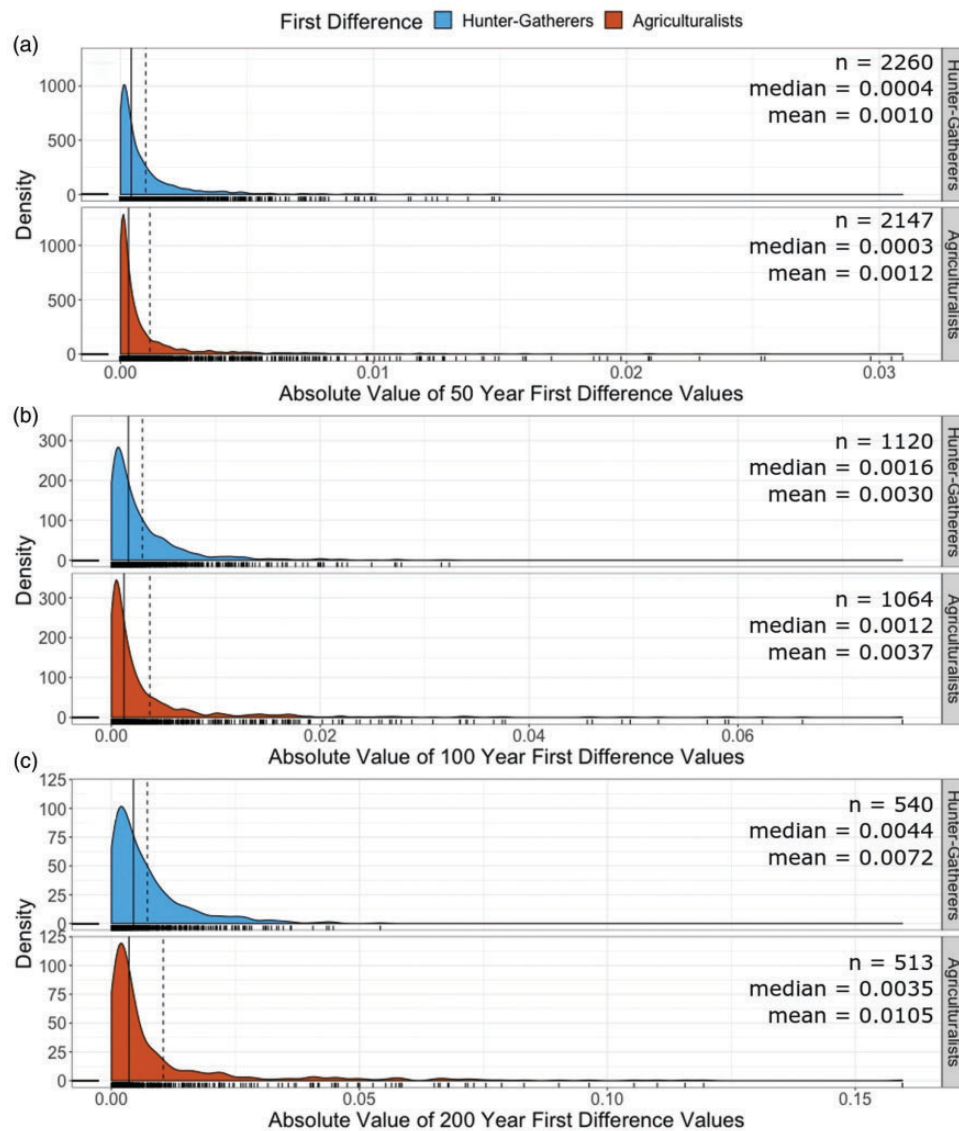 First Difference Hunter-Gatherers Agriculturalists
(a)
n = 2260
median = 0.0004
mean = 0.0010
1000
500
0
Hunter-Gatherers
Density
n = 2147
median = 0.0003
mean = 0.0012
1000
500
0
Agriculturalists
0.00 0.01 0.02 0.03
Absolute Value of 50 Year First Difference Values
(b)
n = 1120
median = 0.0016
mean = 0.0030
300
200
100
0
Hunter-Gatherers
Density
n = 1064
median = 0.0012
mean = 0.0037
300
200
100
0
Agriculturalists
0.00 0.02 0.04 0.06
Absolute Value of 100 Year First Difference Values
(c)
n = 540
median = 0.0044
mean = 0.0072
125
100
75
50
25
0
Hunter-Gatherers
Density
n = 513
median = 0.0035
mean = 0.0105
125
100
75
50
25
0
Agriculturalists
0.00 0.05 0.10 0.15
Absolute Value of 200 Year First Difference Values